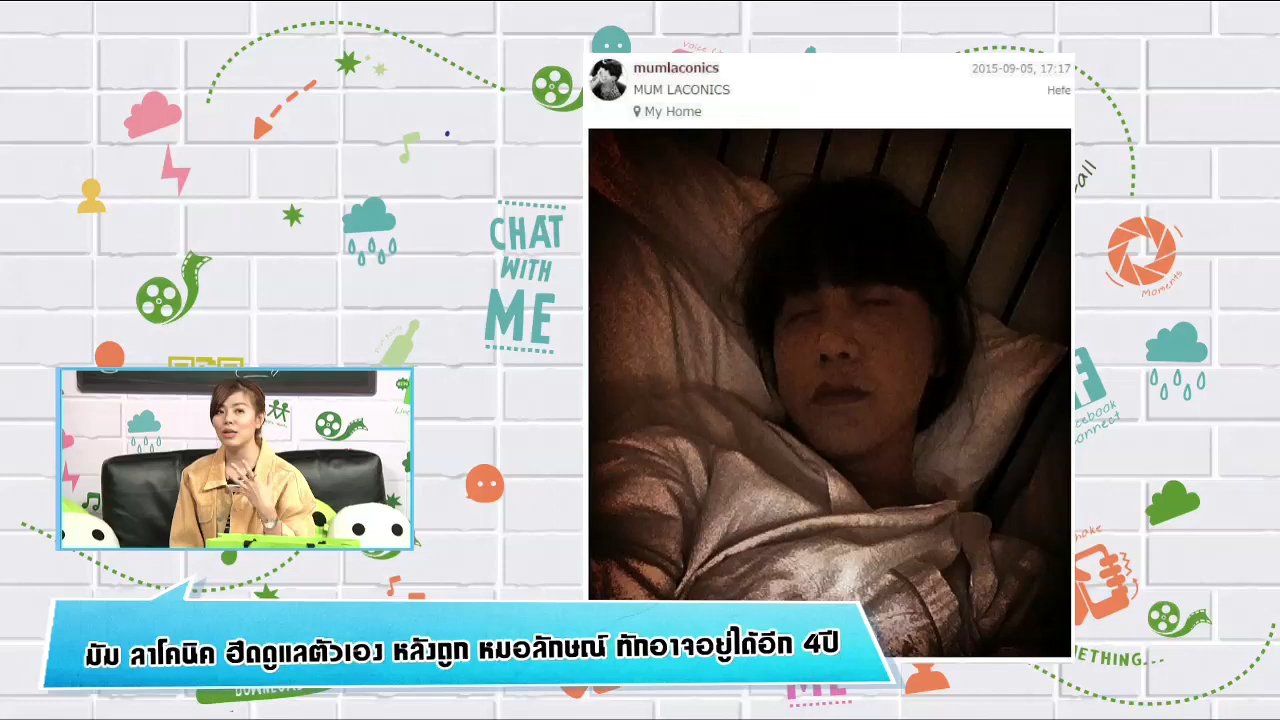 mumlaconics
2015-09-05, 17:17
MUM LACONICS
Hefe
My Home
CHAT
WITH
ME
Moments
มัม ลาโคนิค ฮึดดูแลตัวเอง หลังถูก หมอลักษณ์ ทักอาจอยู่ได้อีก 4ปี